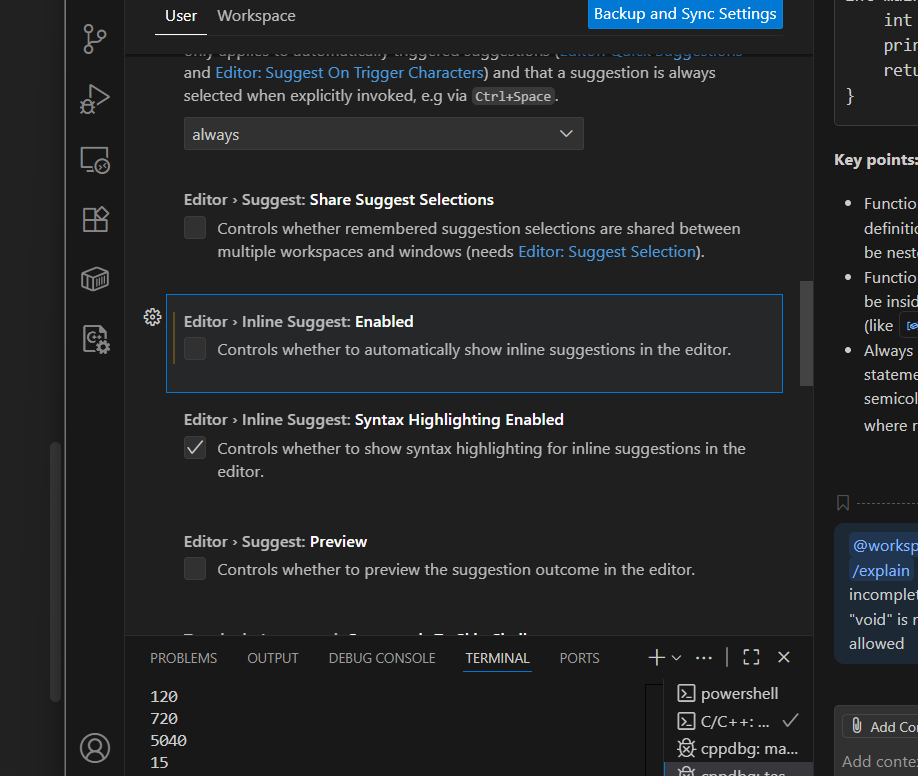 User Workspace
Backup and Sync Settings
and Editor: Suggest On Trigger Characters) and that a suggestion is always
selected when explicitly invoked, e.g via Ctrl+Space.
always
Editor › Suggest: Share Suggest Selections
Controls whether remembered suggestion selections are shared between
multiple workspaces and windows (needs Editor: Suggest Selection).
Editor › Inline Suggest: Enabled
Controls whether to automatically show inline suggestions in the editor.
Editor › Inline Suggest: Syntax Highlighting Enabled
Controls whether to show syntax highlighting for inline suggestions in the
editor.
Editor › Suggest: Preview
Controls whether to preview the suggestion outcome in the editor.
PROBLEMS OUTPUT DEBUG CONSOLE TERMINAL PORTS
120
720
5040
15
powershell
C/C++: ...
cppdbg: ma...
cppdbg: tes...
int
prin
retu
}
Key points:
Functio
definitio
be neste
Functio
be insid
(like
Always
stateme
semicol
where r
@worksp
/explain
incomplet
"void" is n
allowed
Add Con
Add conte